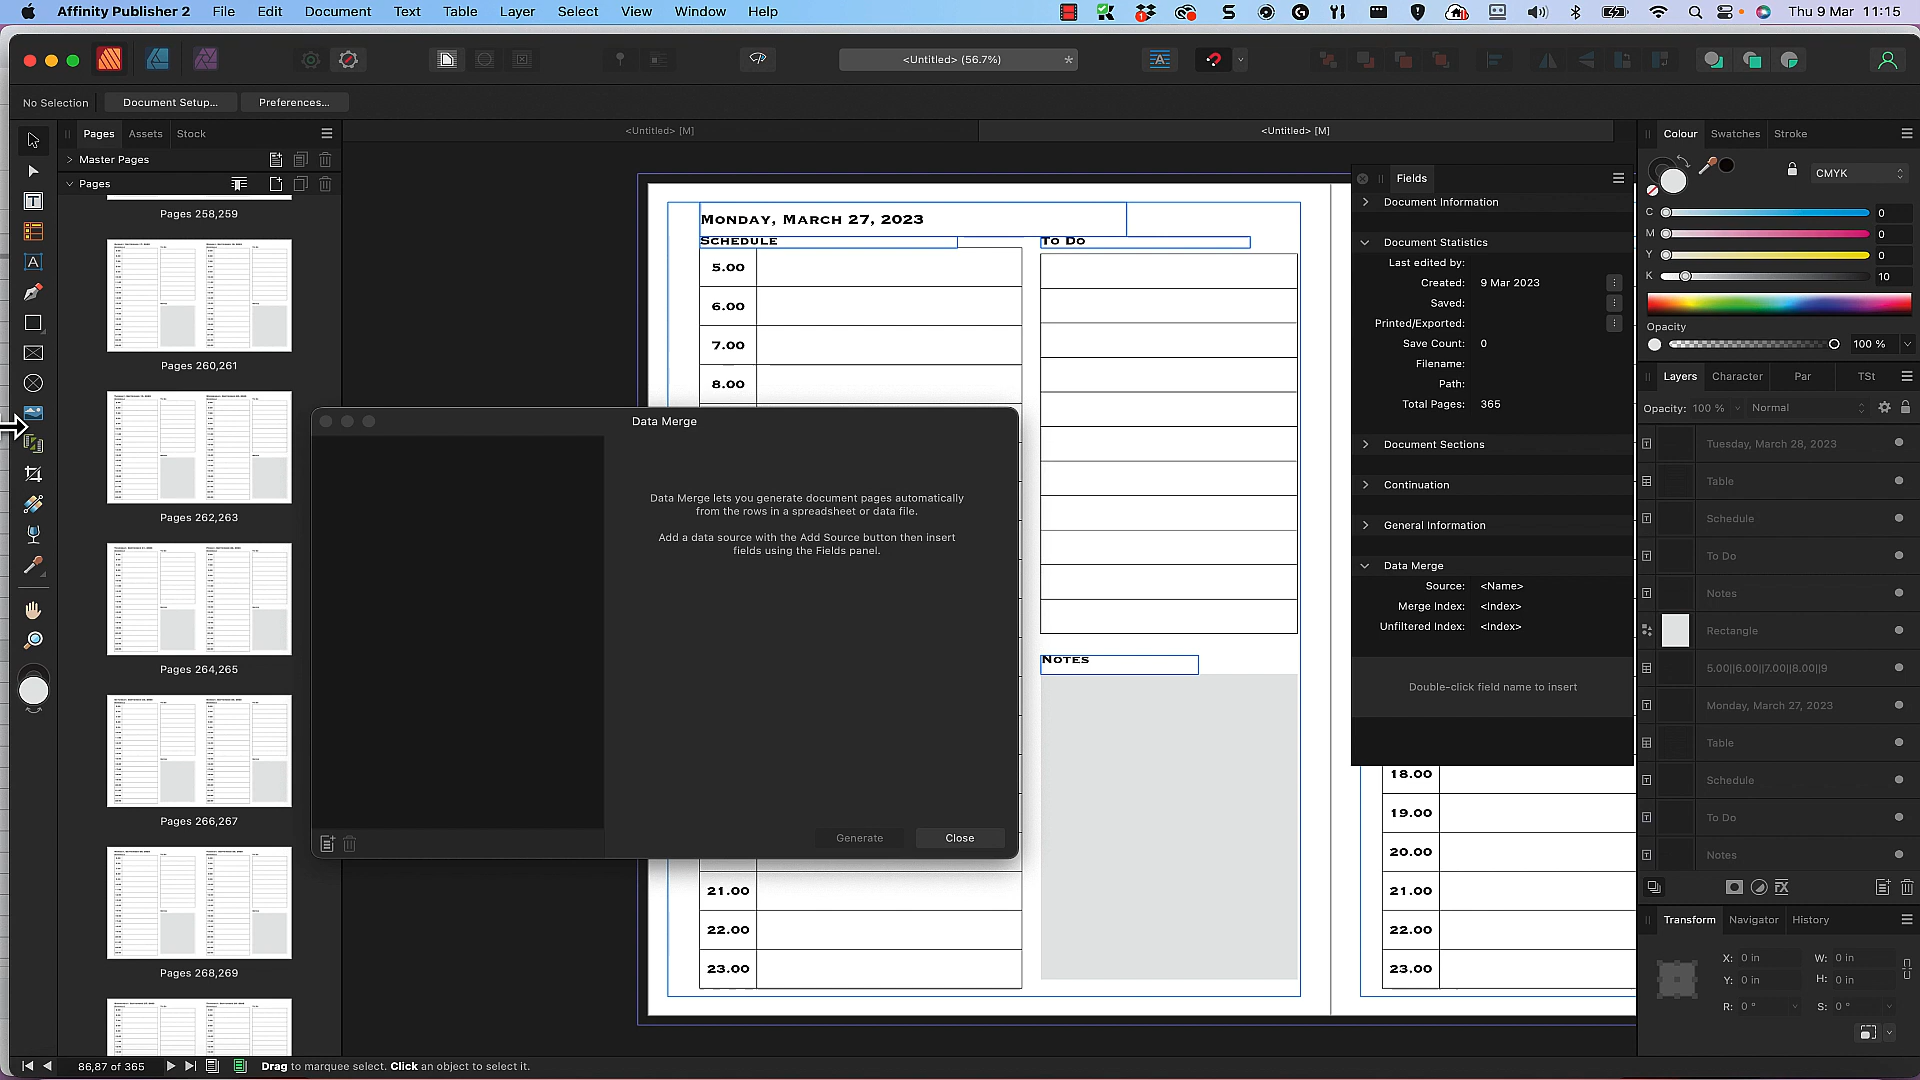 Affinity Publisher 2 File Edit Document Text Table Layer Select View Window Help Thu 9 Mar 11:15
<Untitled> (56.7%) *
No Selection Document Setup... Preferences...
Pages Assets Stock
<Untitled> [M] <Untitled> [M]
Master Pages
Pages
Pages 258,259
Pages 260,261
Pages 262,263
Pages 264,265
Pages 266,267
Pages 268,269
Monday, March 27, 2023
Schedule
To Do
5.00
6.00
7.00
8.00
21.00
22.00
23.00
Notes
Data Merge
Data Merge lets you generate document pages automatically
from the rows in a spreadsheet or data file.
Add a data source with the Add Source button then insert
fields using the Fields panel.
Generate Close
Fields
Document Information
Document Statistics
Last edited by:
Created: 9 Mar 2023
Saved:
Printed/Exported:
Save Count: 0
Filename:
Path:
Total Pages: 365
Document Sections
Continuation
General Information
Data Merge
Source: <Name>
Merge Index: <Index>
Unfiltered Index: <Index>
Double-click field name to insert
18.00
19.00
20.00
21.00
22.00
23.00
Colour Swatches Stroke
CMYK
C 0
M 0
Y 0
K 10
Opacity
100 %
Layers Character Par TSt
Opacity: 100 % Normal
Tuesday, March 28, 2023
Table
Schedule
To Do
Notes
Rectangle
5.00||6.00||7.00||8.00||9
Monday, March 27, 2023
Table
Schedule
To Do
Notes
Transform Navigator History
X: 0 in W: 0 in
Y: 0 in H: 0 in
R: 0 ° S: 0 °
86,87 of 365 Drag to marquee select. Click an object to select it.